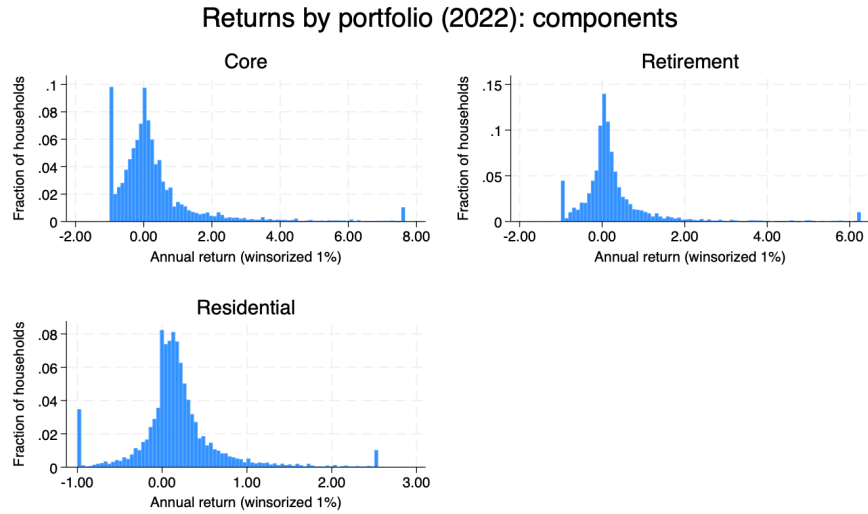 Returns by portfolio (2022): components
Core
Fraction of households
.1
.08
.06
.04
.02
0
-2.00 0.00 2.00 4.00 6.00 8.00
Annual return (winsorized 1%)
Retirement
Fraction of households
.15
.1
.05
0
-2.00 0.00 2.00 4.00 6.00
Annual return (winsorized 1%)
Residential
Fraction of households
.08
.06
.04
.02
0
-1.00 0.00 1.00 2.00 3.00
Annual return (winsorized 1%)